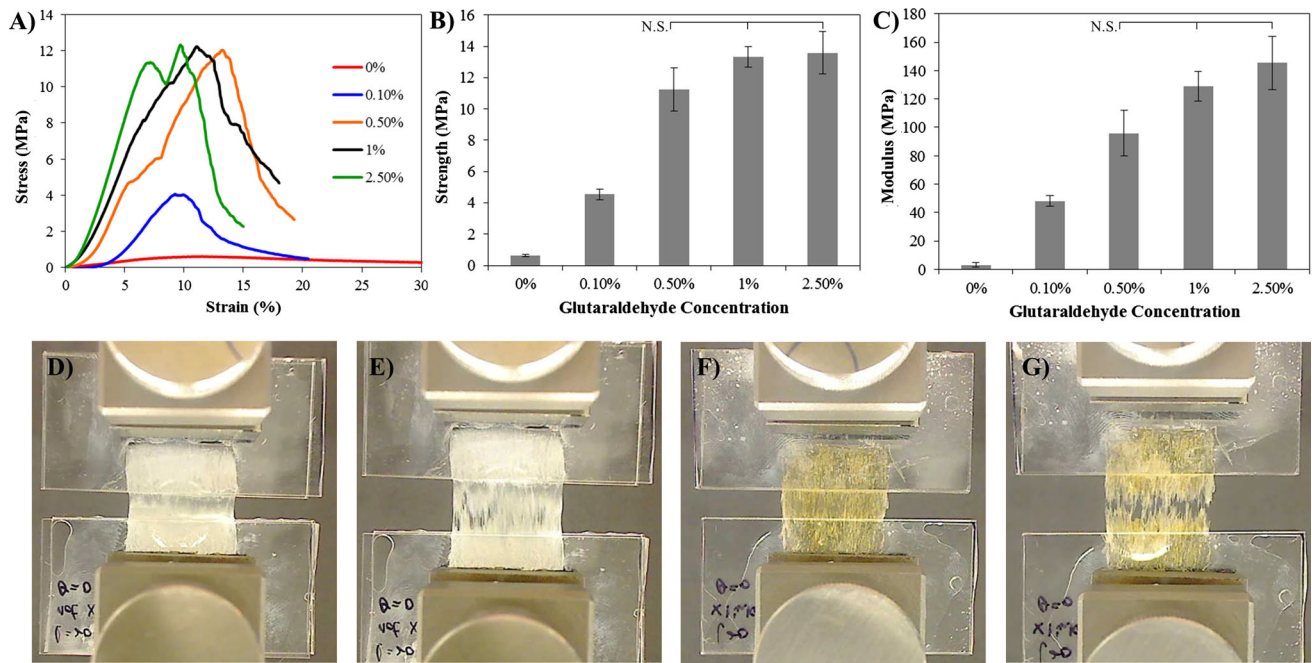 A)
Stress (MPa)
14
12
10
8
6
4
2
0
0 5 10 15 20 25 30
Strain (%)
0%
0.10%
0.50%
1%
2.50%
B)
Strength (MPa)
16
14
12
10
8
6
4
2
0
N.S.
0% 0.10% 0.50% 1% 2.50%
Glutaraldehyde Concentration
C)
Modulus (MPa)
180
160
140
120
100
80
60
40
20
0
N.S.
0% 0.10% 0.50% 1% 2.50%
Glutaraldehyde Concentration
D)
θ=0
E)
θ=0
F)
θ=0
G)
θ=0